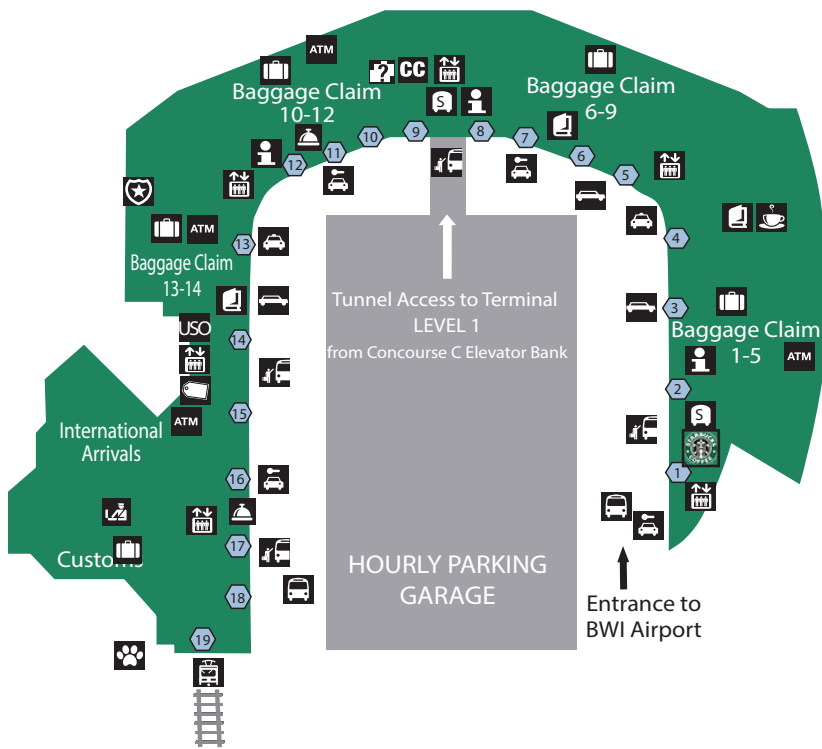 ATM
CC
S
i
Baggage Claim
10-12
Baggage Claim
6-9
9
8
10
7
11
6
12
5
?
ATM
Baggage Claim
13-14
13
4
S
Tunnel Access to Terminal
LEVEL 1
from Concourse C Elevator Bank
3
Baggage Claim
1-5
ATM
USO
14
2
International
Arrivals
ATM
15
STARBUCKS
COFFEE
1
16
Customs
17
HOURLY PARKING
GARAGE
18
Entrance to
BWI Airport
19